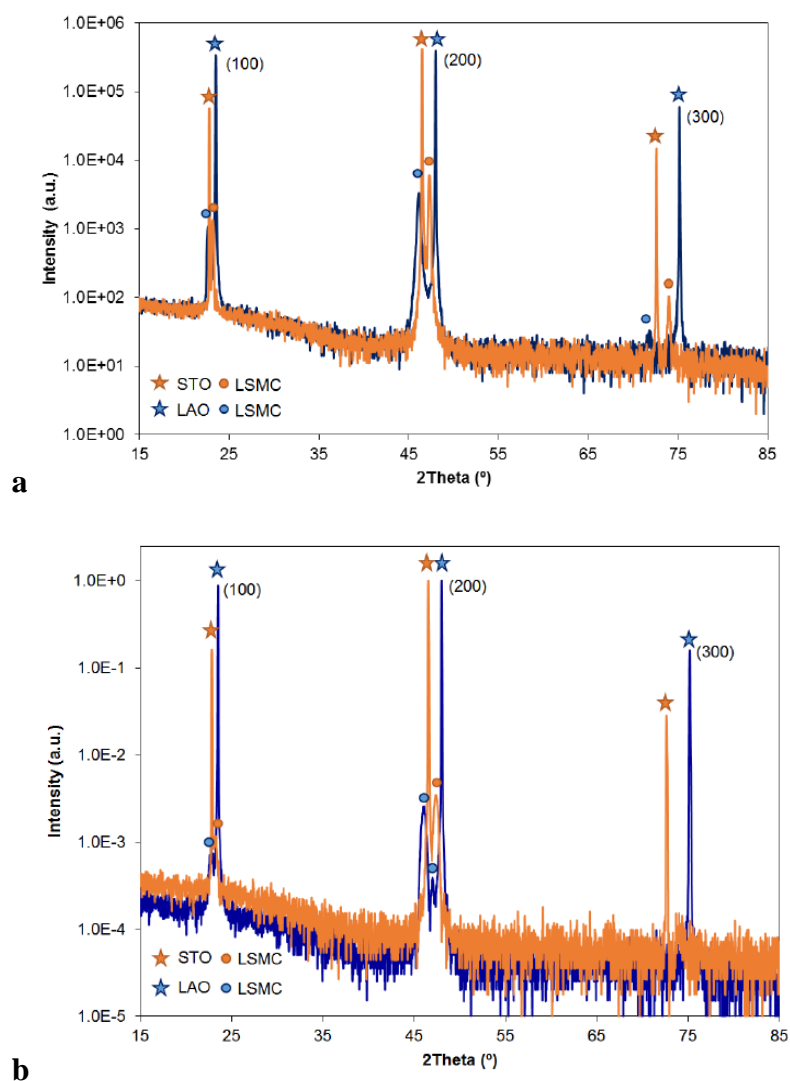 1.0E+06
(100)
(200)
1.0E+05
(300)
1.0E+04
1.0E+03
1.0E+02
1.0E+01
1.0E+00
Intensity (a.u.)
STO LSMC
LAO LSMC
15 25 35 45 55 65 75 85
2Theta (º)
a
1.0E+0
(100)
(200)
1.0E-1
(300)
1.0E-2
1.0E-3
1.0E-4
1.0E-5
Intensity (a.u.)
STO LSMC
LAO LSMC
15 25 35 45 55 65 75 85
2Theta (º)
b